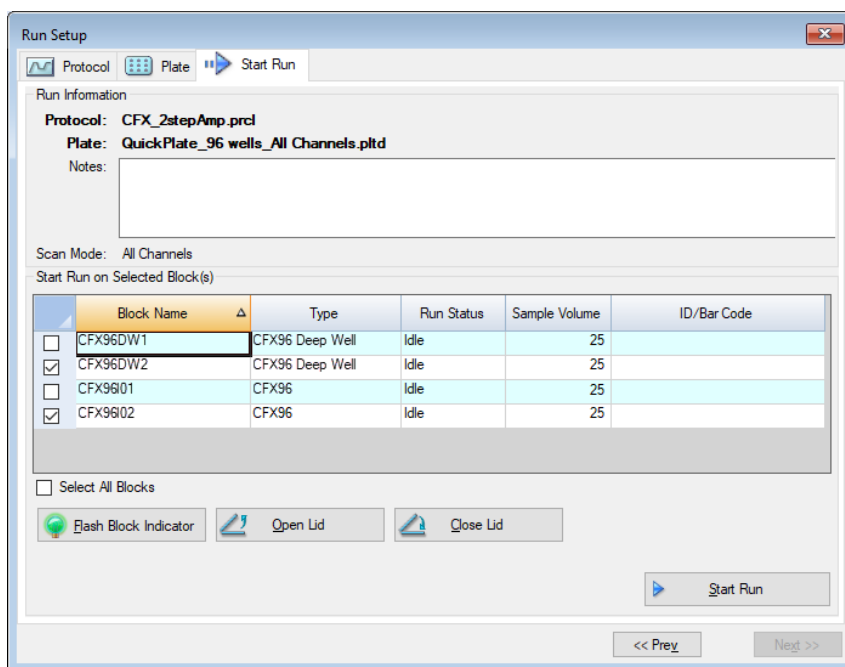 Run Setup
Protocol Plate Start Run
Run Information
Protocol: CFX_2stepAmp.prcl
Plate: QuickPlate_96 wells_All Channels.pltd
Notes:
Scan Mode: All Channels
Start Run on Selected Block(s)
Block Name Type Run Status Sample Volume ID/Bar Code
CFX96DW1 CFX96 Deep Well Idle 25
CFX96DW2 CFX96 Deep Well Idle 25
CFX96I01 CFX96 Idle 25
CFX96I02 CFX96 Idle 25
Select All Blocks
Flash Block Indicator Open Lid Close Lid
Start Run
<< Prev Next >>